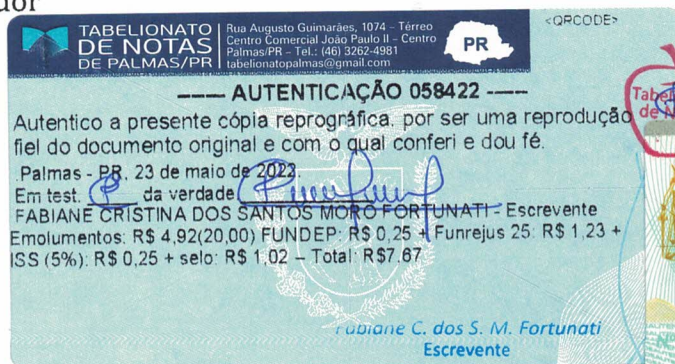 dor
TABELIONATO
DE NOTAS
DE PALMAS/PR
Rua Augusto Guimarães, 1074 – Térreo
Centro Comercial João Paulo II – Centro
Palmas/PR – Tel.: (46) 3262-4981
tabelionatopalmas@gmail.com
PR
<QRCODE>
---- AUTENTICAÇÃO 058422 ----
Autentico a presente cópia reprográfica, por ser uma reprodução
fiel do documento original e com o qual conferi e dou fé.
.Palmas - PR, 23 de maio de 2022.
Em test. da verdade
FABIANE CRISTINA DOS SANTOS MORO FORTUNATI - Escrevente
Emolumentos: R$ 4,92(20,00) FUNDEP: R$ 0,25 + Funrejus 25: R$ 1,23 +
ISS (5%): R$ 0,25 + selo: R$ 1,02 – Total: R$7,67
Fabiane C. dos S. M. Fortunati
Escrevente